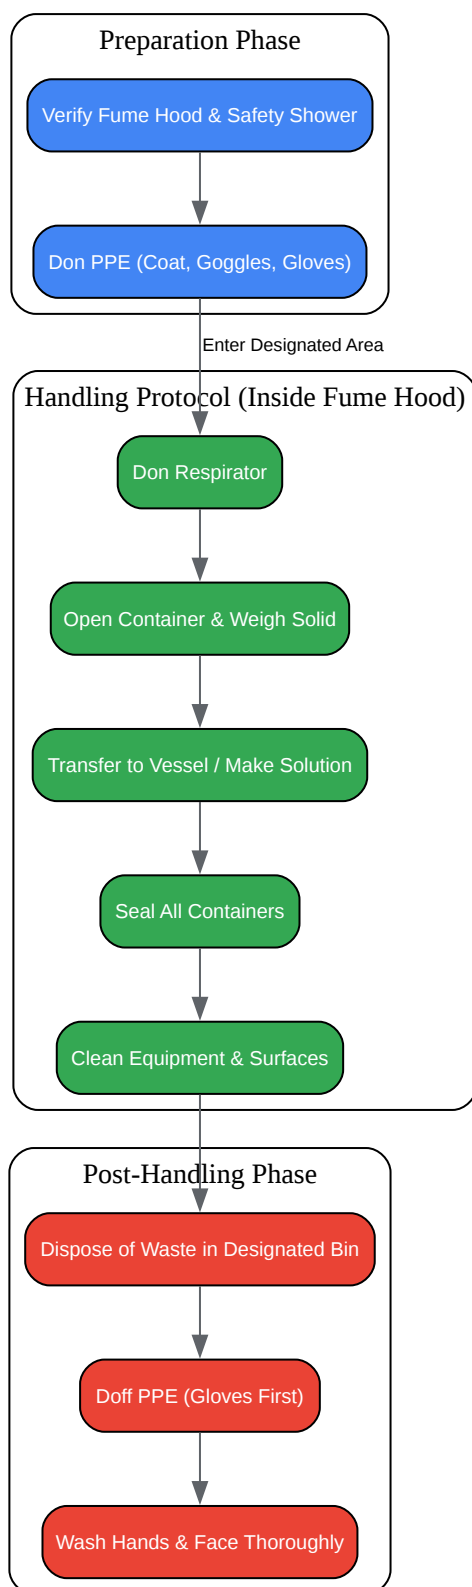 Preparation Phase
Verify Fume Hood & Safety Shower
Don PPE (Coat, Goggles, Gloves)
Enter Designated Area
Handling Protocol (Inside Fume Hood)
Don Respirator
Open Container & Weigh Solid
Transfer to Vessel / Make Solution
Seal All Containers
Clean Equipment & Surfaces
Post-Handling Phase
Dispose of Waste in Designated Bin
Doff PPE (Gloves First)
Wash Hands & Face Thoroughly